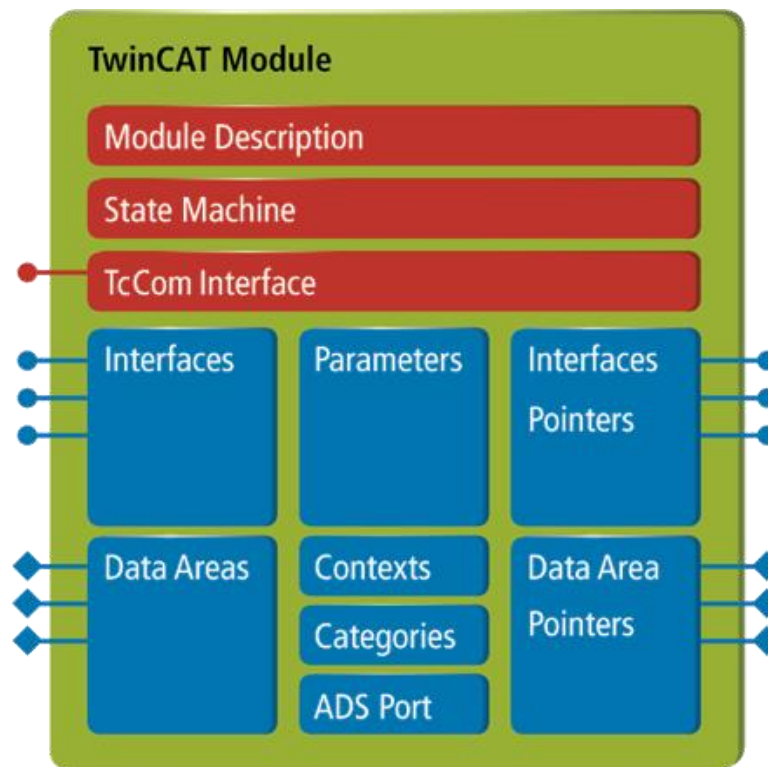 TwinCAT Module
Module Description
State Machine
TcCom Interface
Interfaces
Parameters
Interfaces
Pointers
Data Areas
Contexts
Categories
ADS Port
Data Area
Pointers